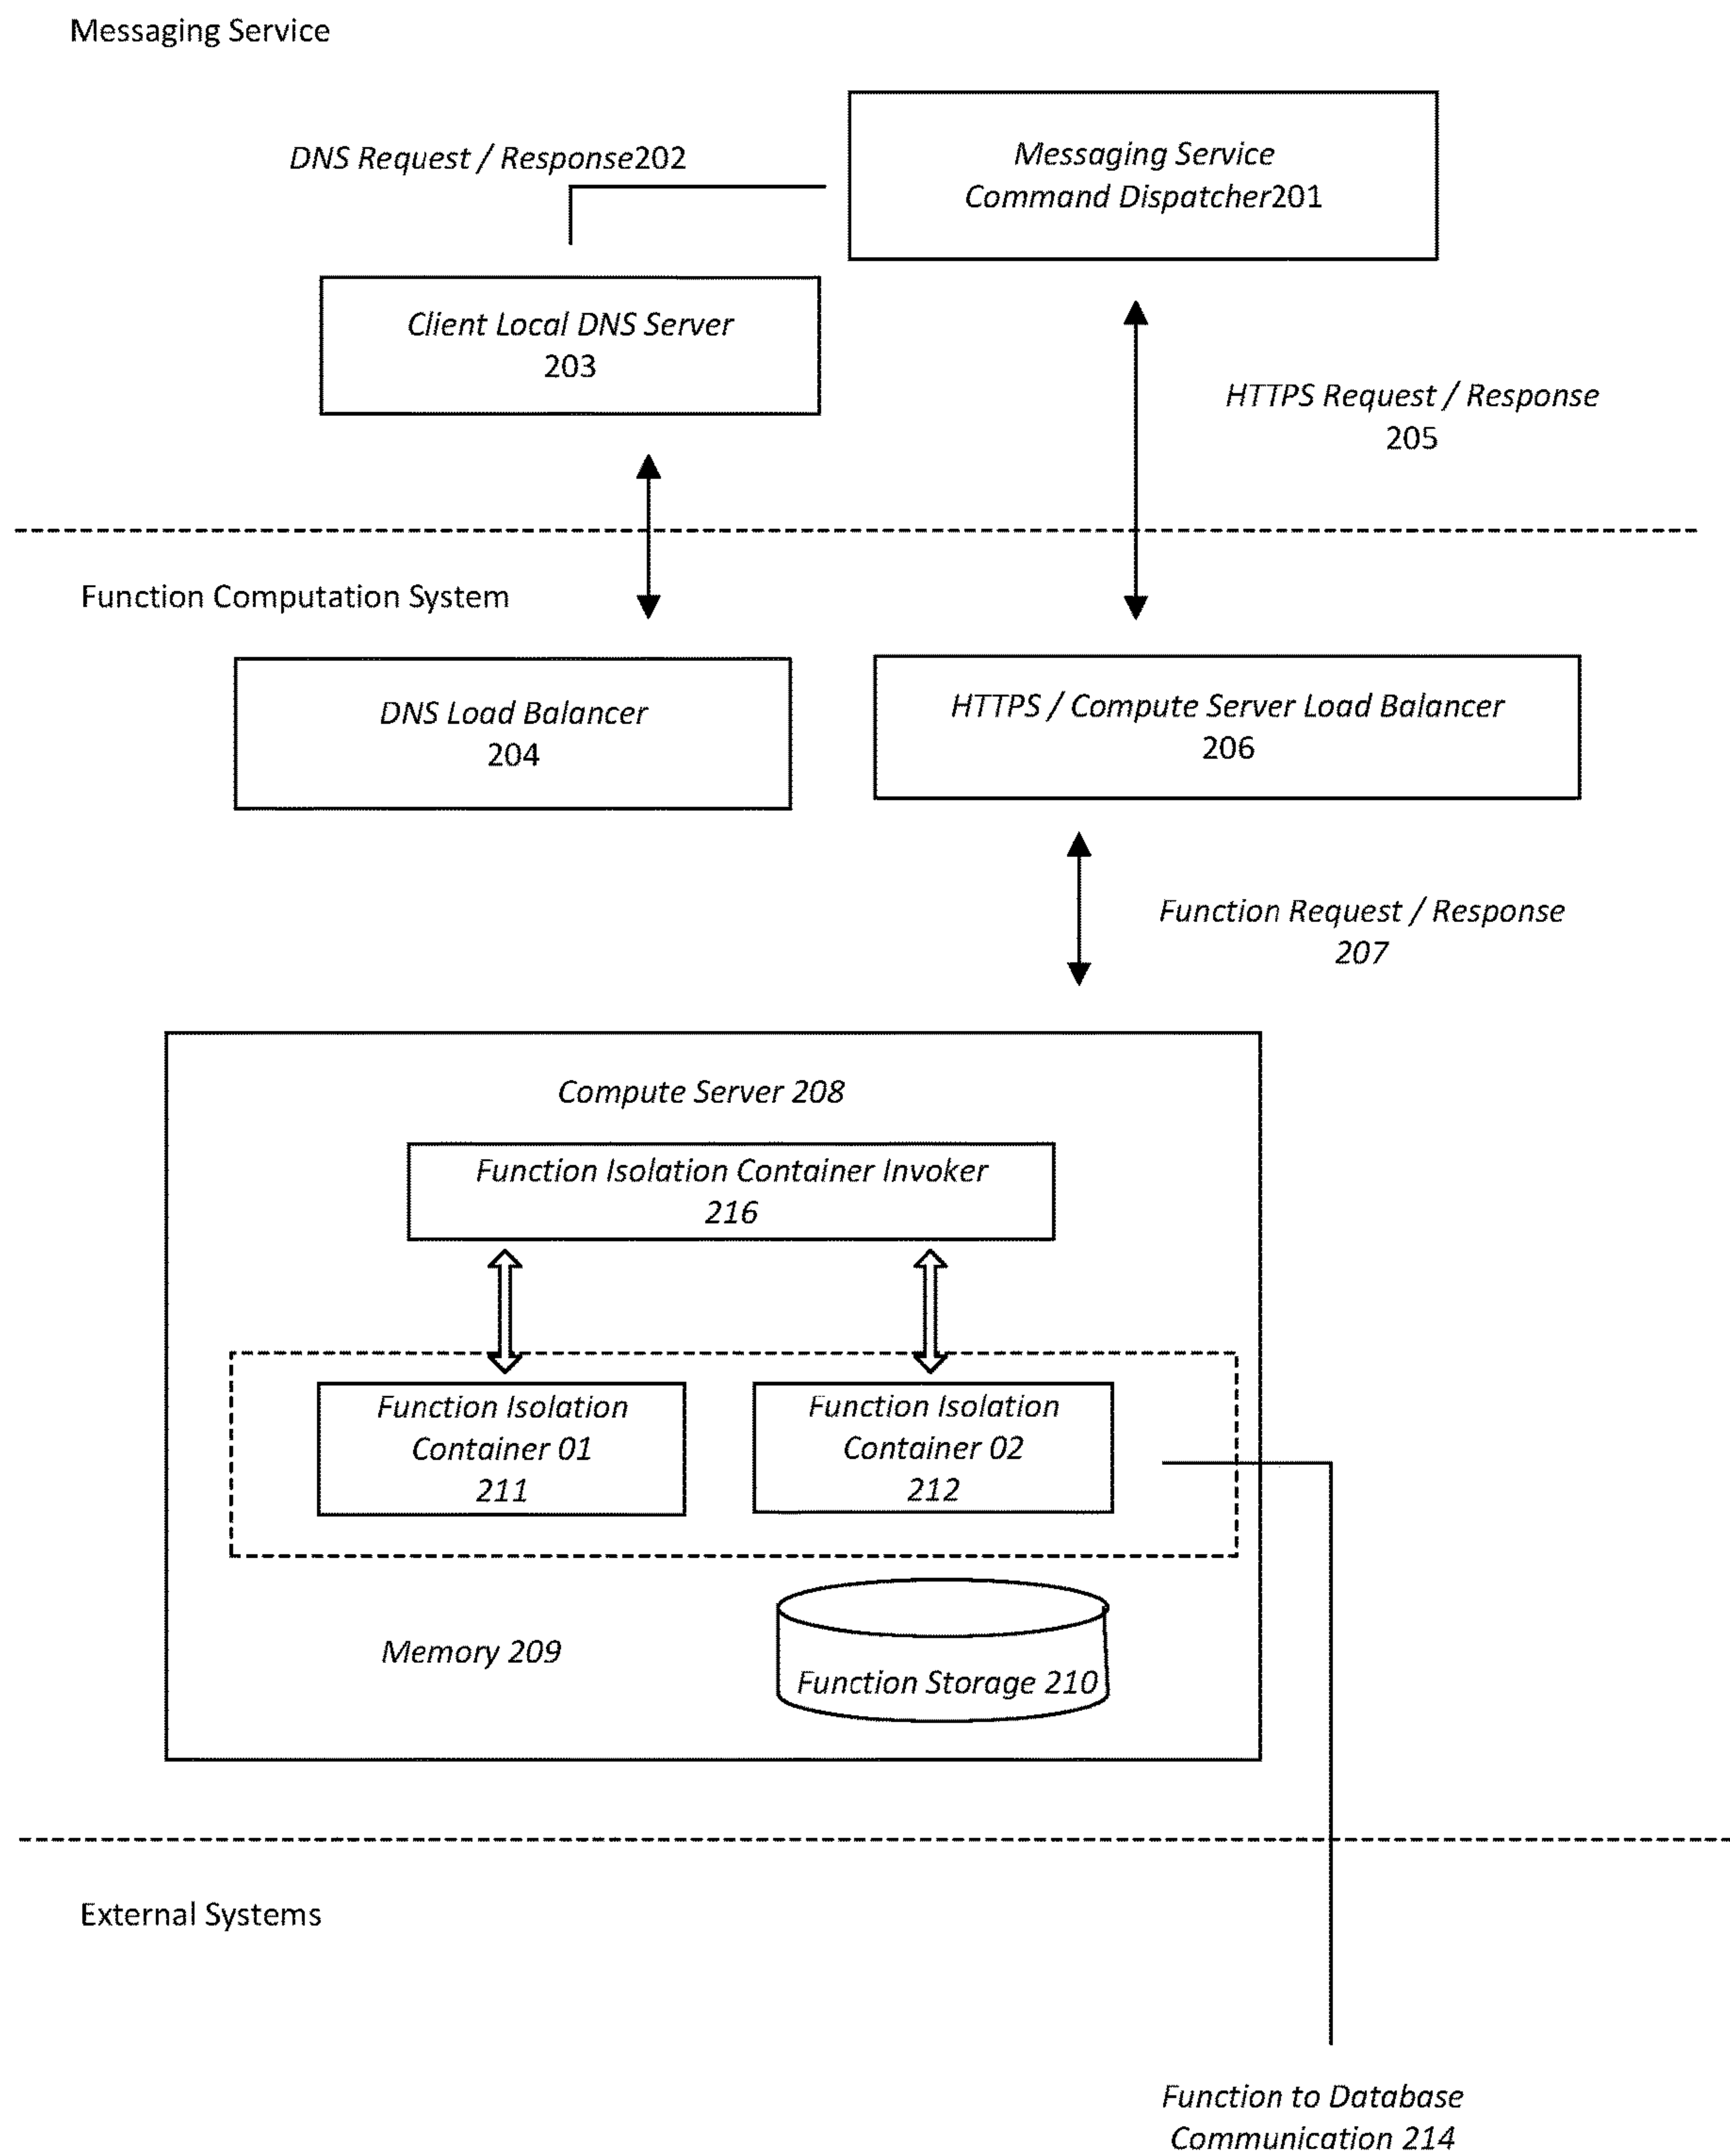 Messaging Service
DNS Request / Response202
Messaging Service
Command Dispatcher201
Client Local DNS Server
203
HTTPS Request / Response
205
Function Computation System
DNS Load Balancer
204
HTTPS / Compute Server Load Balancer
206
Function Request / Response
207
Compute Server 208
Function Isolation Container Invoker
216
Function Isolation
Container 01
211
Function Isolation
Container 02
212
Memory 209
Function Storage 210
External Systems
Function to Database
Communication 214